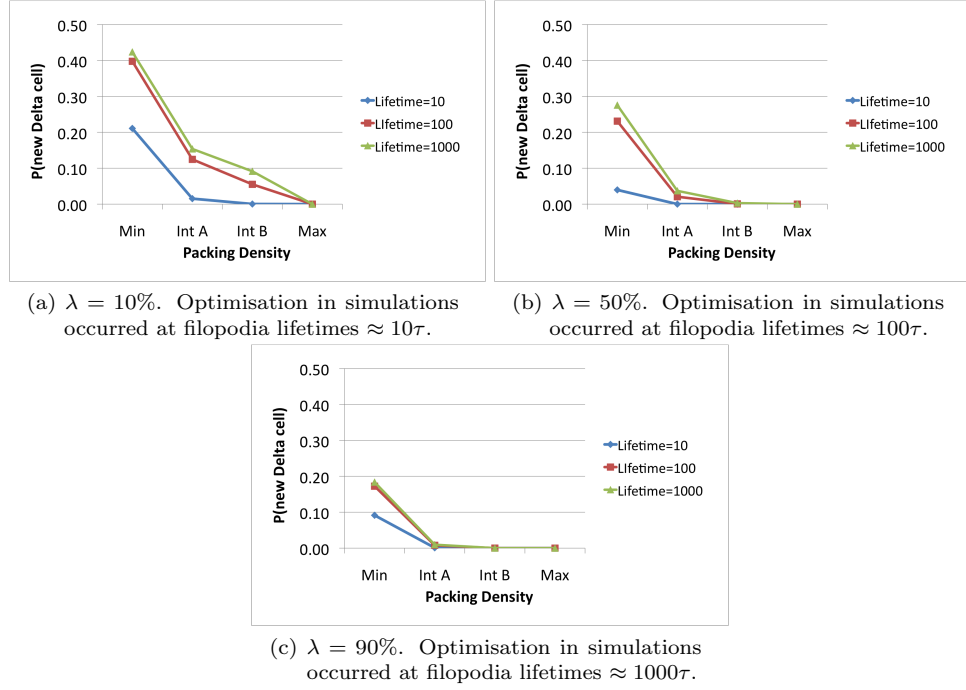 0.50
0.40
0.30
0.20
0.10
0.00
P(new Delta cell)
Min Int A Int B Max
Packing Density
Lifetime=10
LIfetime=100
Lifetime=1000
(a) λ = 10%. Optimisation in simulations
occurred at filopodia lifetimes ≈ 10τ.
0.50
0.40
0.30
0.20
0.10
0.00
P(new Delta cell)
Min Int A Int B Max
Packing Density
Lifetime=10
LIfetime=100
Lifetime=1000
(b) λ = 50%. Optimisation in simulations
occurred at filopodia lifetimes ≈ 100τ.
0.50
0.40
0.30
0.20
0.10
0.00
P(new Delta cell)
Min Int A Int B Max
Packing Density
Lifetime=10
LIfetime=100
Lifetime=1000
(c) λ = 90%. Optimisation in simulations
occurred at filopodia lifetimes ≈ 1000τ.